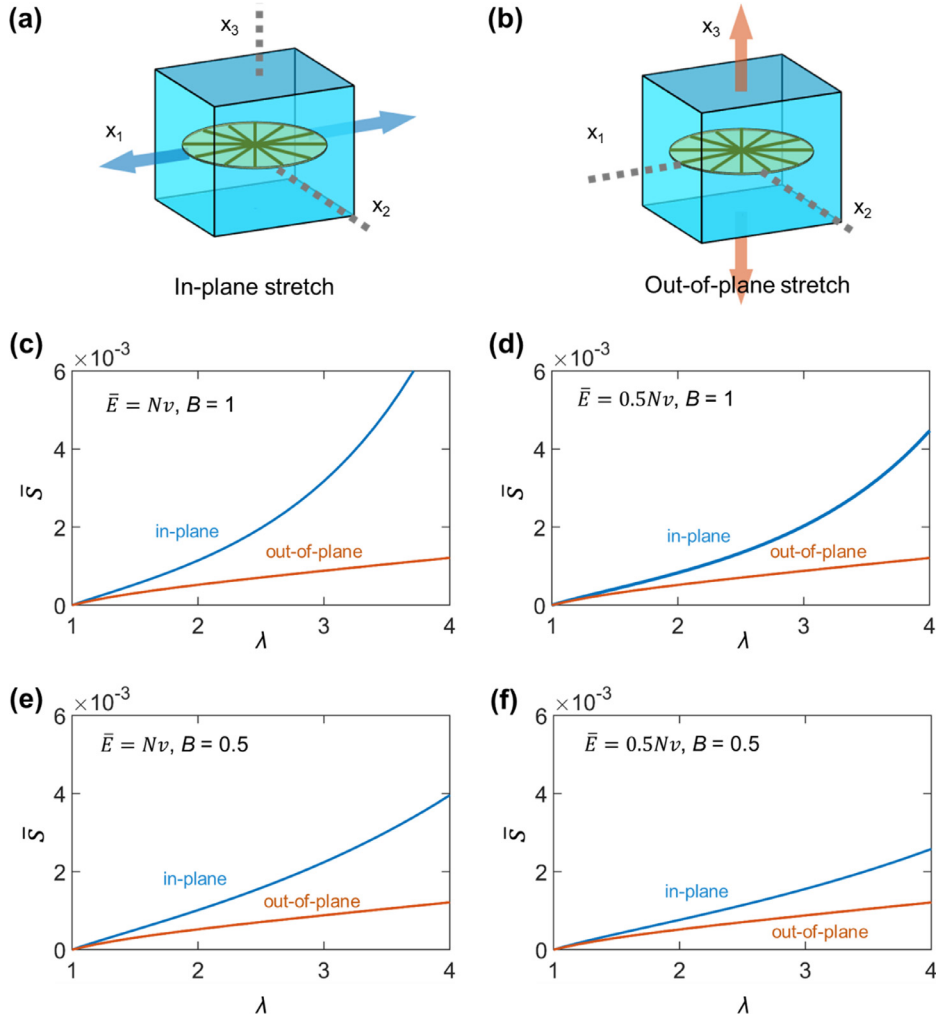 (a)
x₃
x₁
x₂
In-plane stretch
(b)
x₃
x₁
x₂
Out-of-plane stretch
(c)
×10⁻³
6
4
2
0
S̄
Ē = Nv, B = 1
in-plane
out-of-plane
1 2 3 4
λ
(d)
×10⁻³
6
4
2
0
S̄
Ē = 0.5Nv, B = 1
in-plane
out-of-plane
1 2 3 4
λ
(e)
×10⁻³
6
4
2
0
S̄
Ē = Nv, B = 0.5
in-plane
out-of-plane
1 2 3 4
λ
(f)
×10⁻³
6
4
2
0
S̄
Ē = 0.5Nv, B = 0.5
in-plane
out-of-plane
1 2 3 4
λ